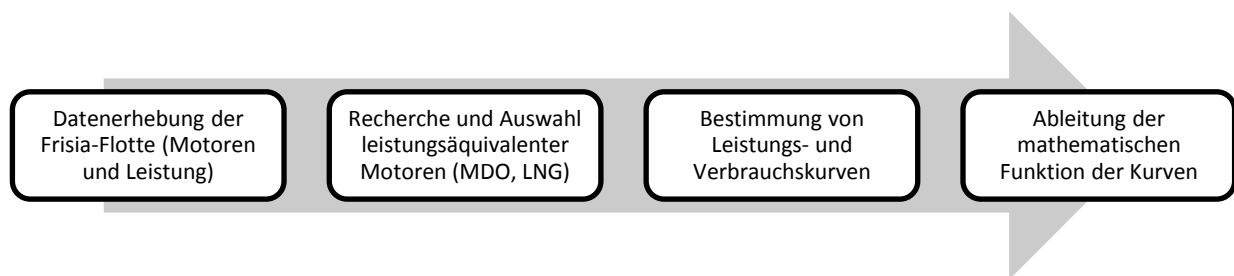 Datenerhebung der
Frisia-Flotte (Motoren
und Leistung)
Recherche und Auswahl
leistungsäquivalenter
Motoren (MDO, LNG)
Bestimmung von
Leistungs- und
Verbrauchskurven
Ableitung der
mathematischen
Funktion der Kurven